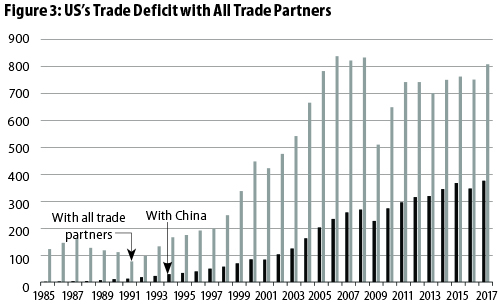 Figure 3: US's Trade Deficit with All Trade Partners
900
800
700
600
500
400
300
200
100
0
With all trade
partners
With China
1985 1987 1989 1991 1993 1995 1997 1999 2001 2003 2005 2007 2009 2011 2013 2015 2017